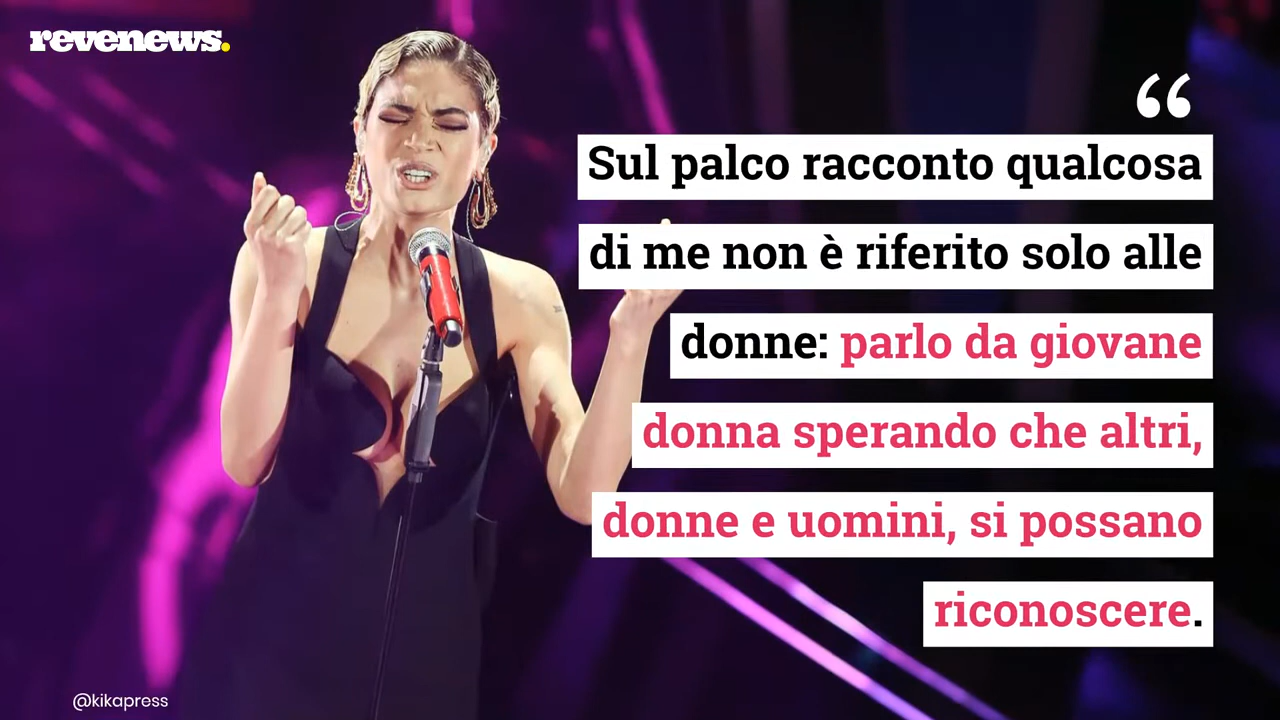 revenews.
“
Sul palco racconto qualcosa
di me non è riferito solo alle
donne: parlo da giovane
donna sperando che altri,
donne e uomini, si possano
riconoscere.
@kikapress